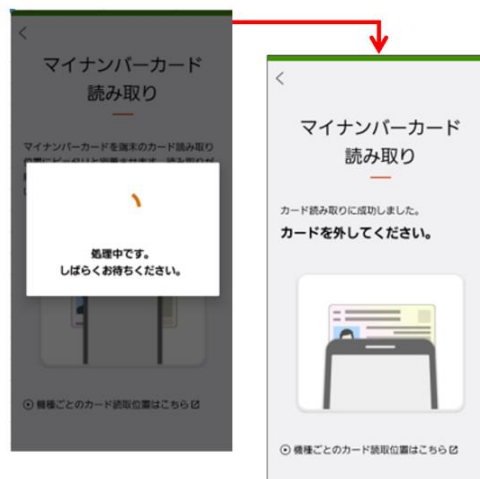 マイナンバーカード
読み取り
マイナンバーカードを端末のカード読み取り
処理中です。
しばらくお待ちください。
機種ごとのカード読取位置はこちら
マイナンバーカード
読み取り
カード読み取りに成功しました。
カードを外してください。
機種ごとのカード読取位置はこちら